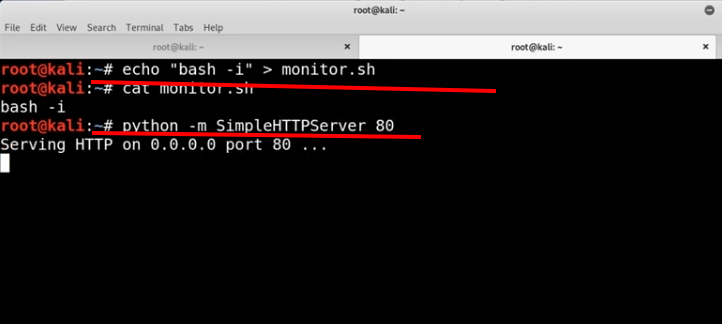 root@kali: ~
File Edit View Search Terminal Tabs Help
root@kali: ~ × root@kali: ~ ×
root@kali:~# echo "bash -i" > monitor.sh
root@kali:~# cat monitor.sh
bash -i
root@kali:~# python -m SimpleHTTPServer 80
Serving HTTP on 0.0.0.0 port 80 ...